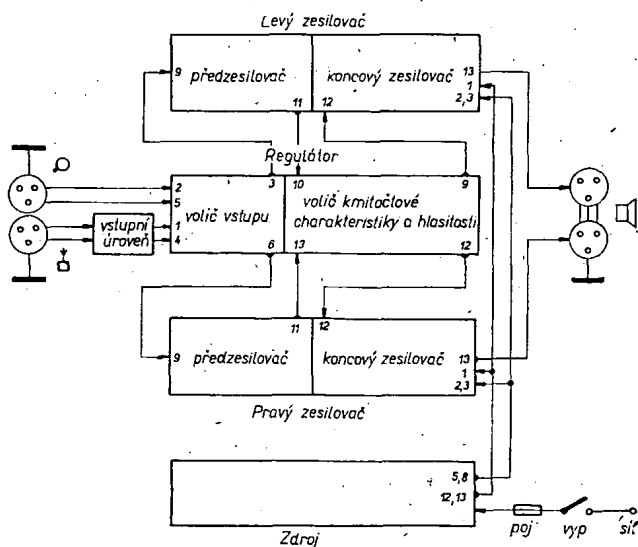 Levý zesilovač
9 předzesilovač koncový zesilovač 13
1
2,3
11 12
Regulátor
3 10 9
2
5
volič vstupu
volič kmitočtové
charakteristiky a hlasitosti
vstupní
úroveň
1
4
6 13 12
11 12
9 předzesilovač koncový zesilovač 13
1
2,3
Pravý zesilovač
5,8
12,13
Zdroj
poj vyp síť